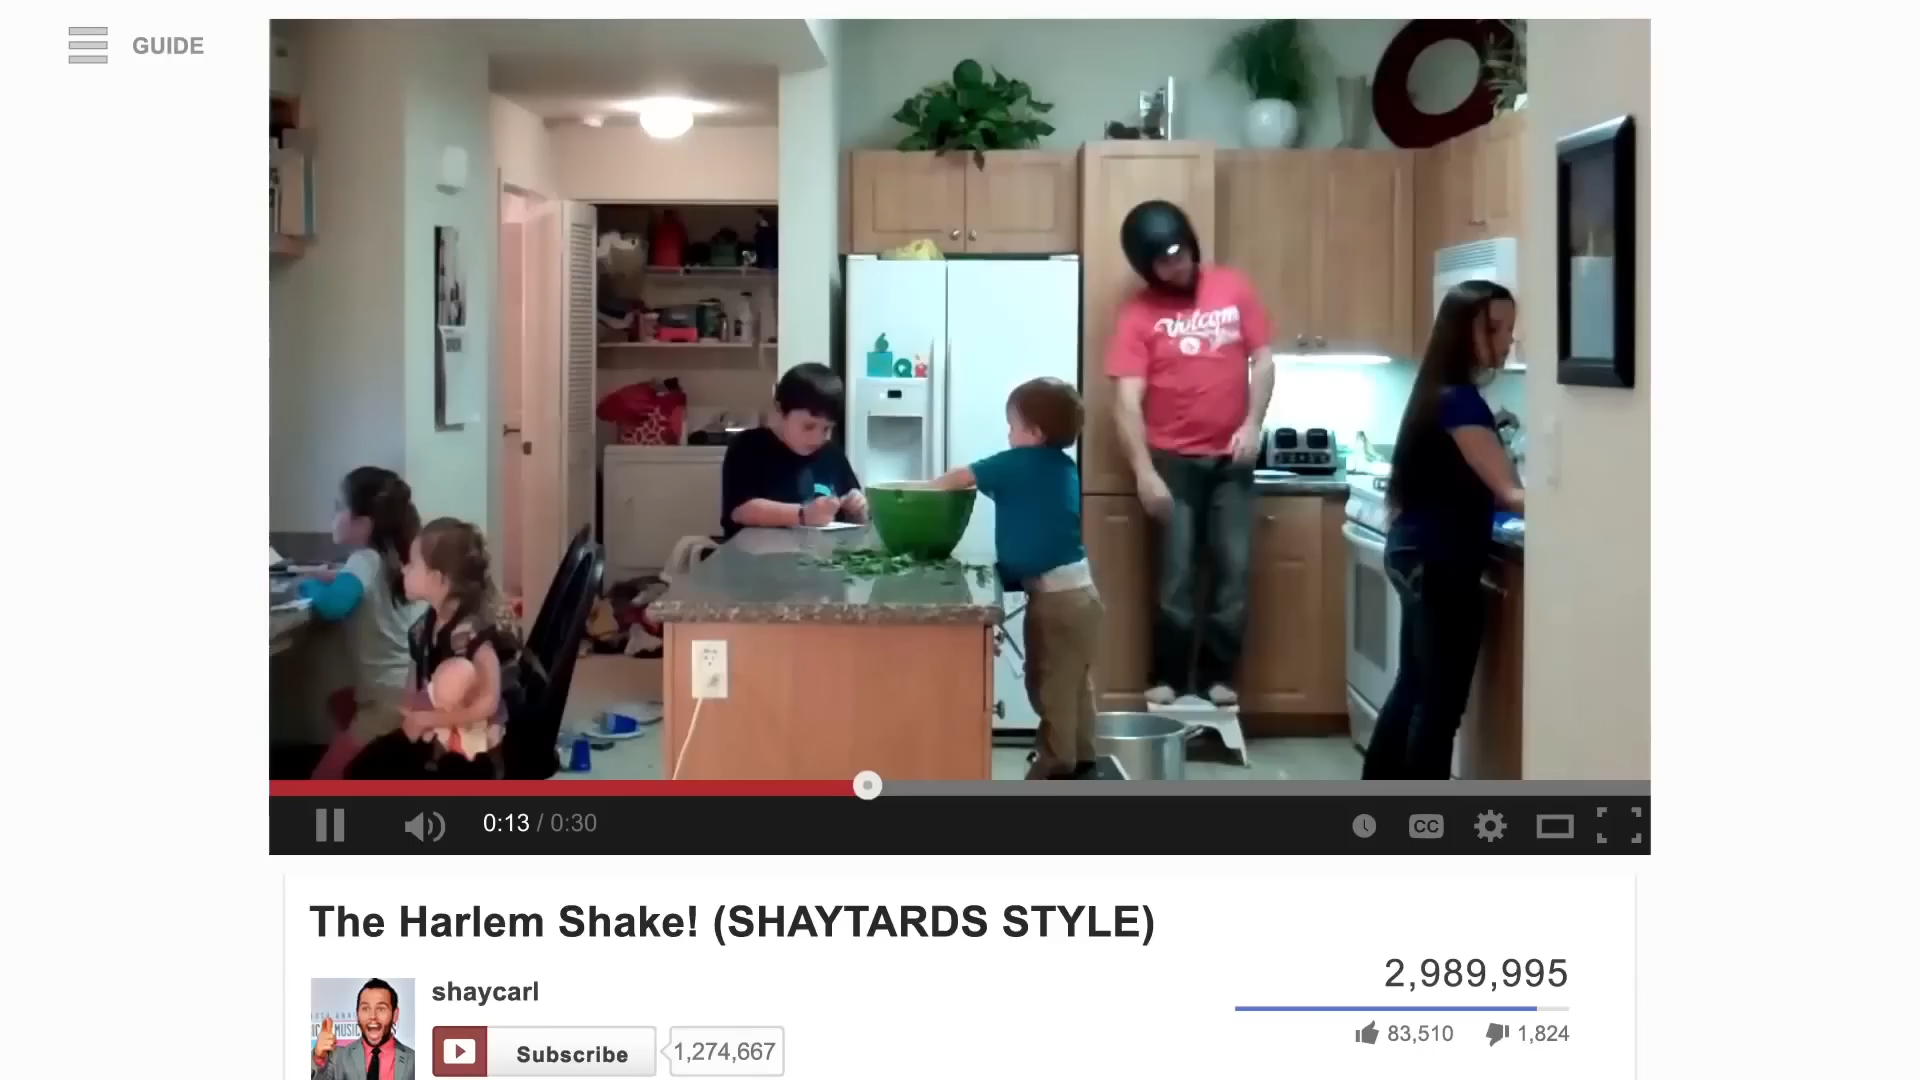 GUIDE
Volcom
0:13 / 0:30
CC
The Harlem Shake! (SHAYTARDS STYLE)
shaycarl
2,989,995
83,510 1,824
Subscribe 1,274,667